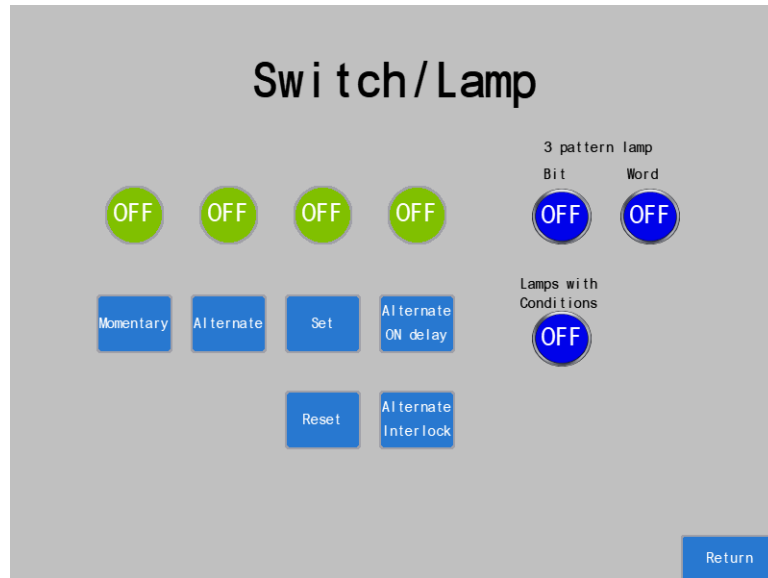 Switch/Lamp
3 pattern lamp
Bit Word
OFF OFF OFF OFF OFF OFF
Lamps with
Conditions
OFF
Momentary Alternate Set Alternate
ON delay
Reset Alternate
Interlock
Return